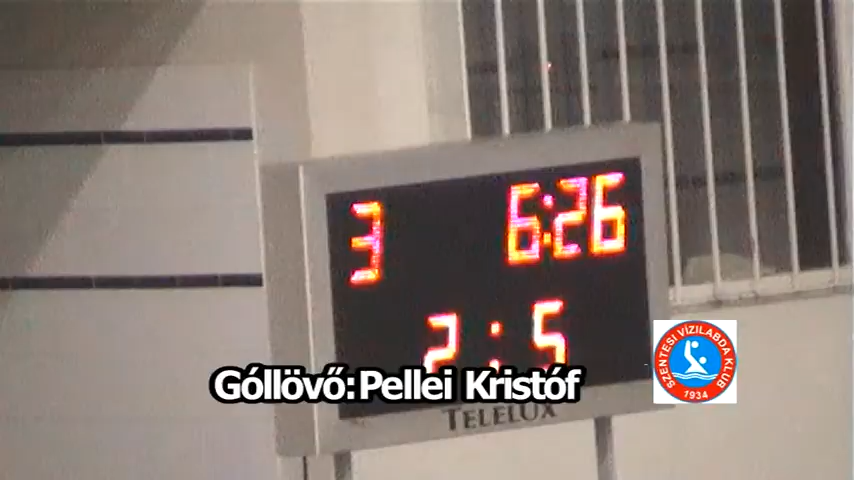 3 6:26
2 : 5
Góllövő: Pellei Kristóf
TELELUX
SZENTESI VÍZILABDA KLUB
1934